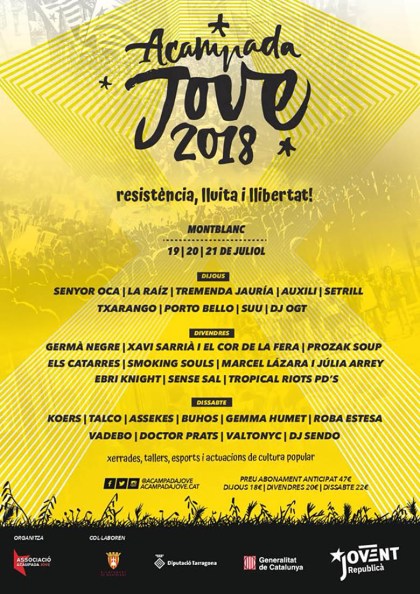 Acampada
Jove
2018
resistència, lluita i llibertat!
MONTBLANC
19 | 20 | 21 DE JULIOL
DIJOUS
SENYOR OCA | LA RAÍZ | TREMENDA JAURÍA | AUXILI | SETRILL
TXARANGO | PORTO BELLO | SUU | DJ OGT
DIVENDRES
GERMÀ NEGRE | XAVI SARRIÀ I EL COR DE LA FERA | PROZAK SOUP
ELS CATARRES | SMOKING SOULS | MARCEL LÁZARA I JÚLIA ARREY
EBRI KNIGHT | SENSE SAL | TROPICAL RIOTS PD'S
DISSABTE
KOERS | TALCO | ASSEKES | BUHOS | GEMMA HUMET | ROBA ESTESA
VADEBO | DOCTOR PRATS | VALTONYC | DJ SENDO
xerrades, tallers, esports i actuacions de cultura popular
@ACAMPADAJOVE
ACAMPADAJOVE.CAT
PREU ABONAMENT ANTICIPAT 47€
DIJOUS 18€ | DIVENDRES 20€ | DISSABTE 22€
ORGANITZA
COL·LABOREN
ASSOCIACIÓ
ACAMPADA JOVE
Diputació Tarragona
Generalitat
de Catalunya
JOVENT
Republicà